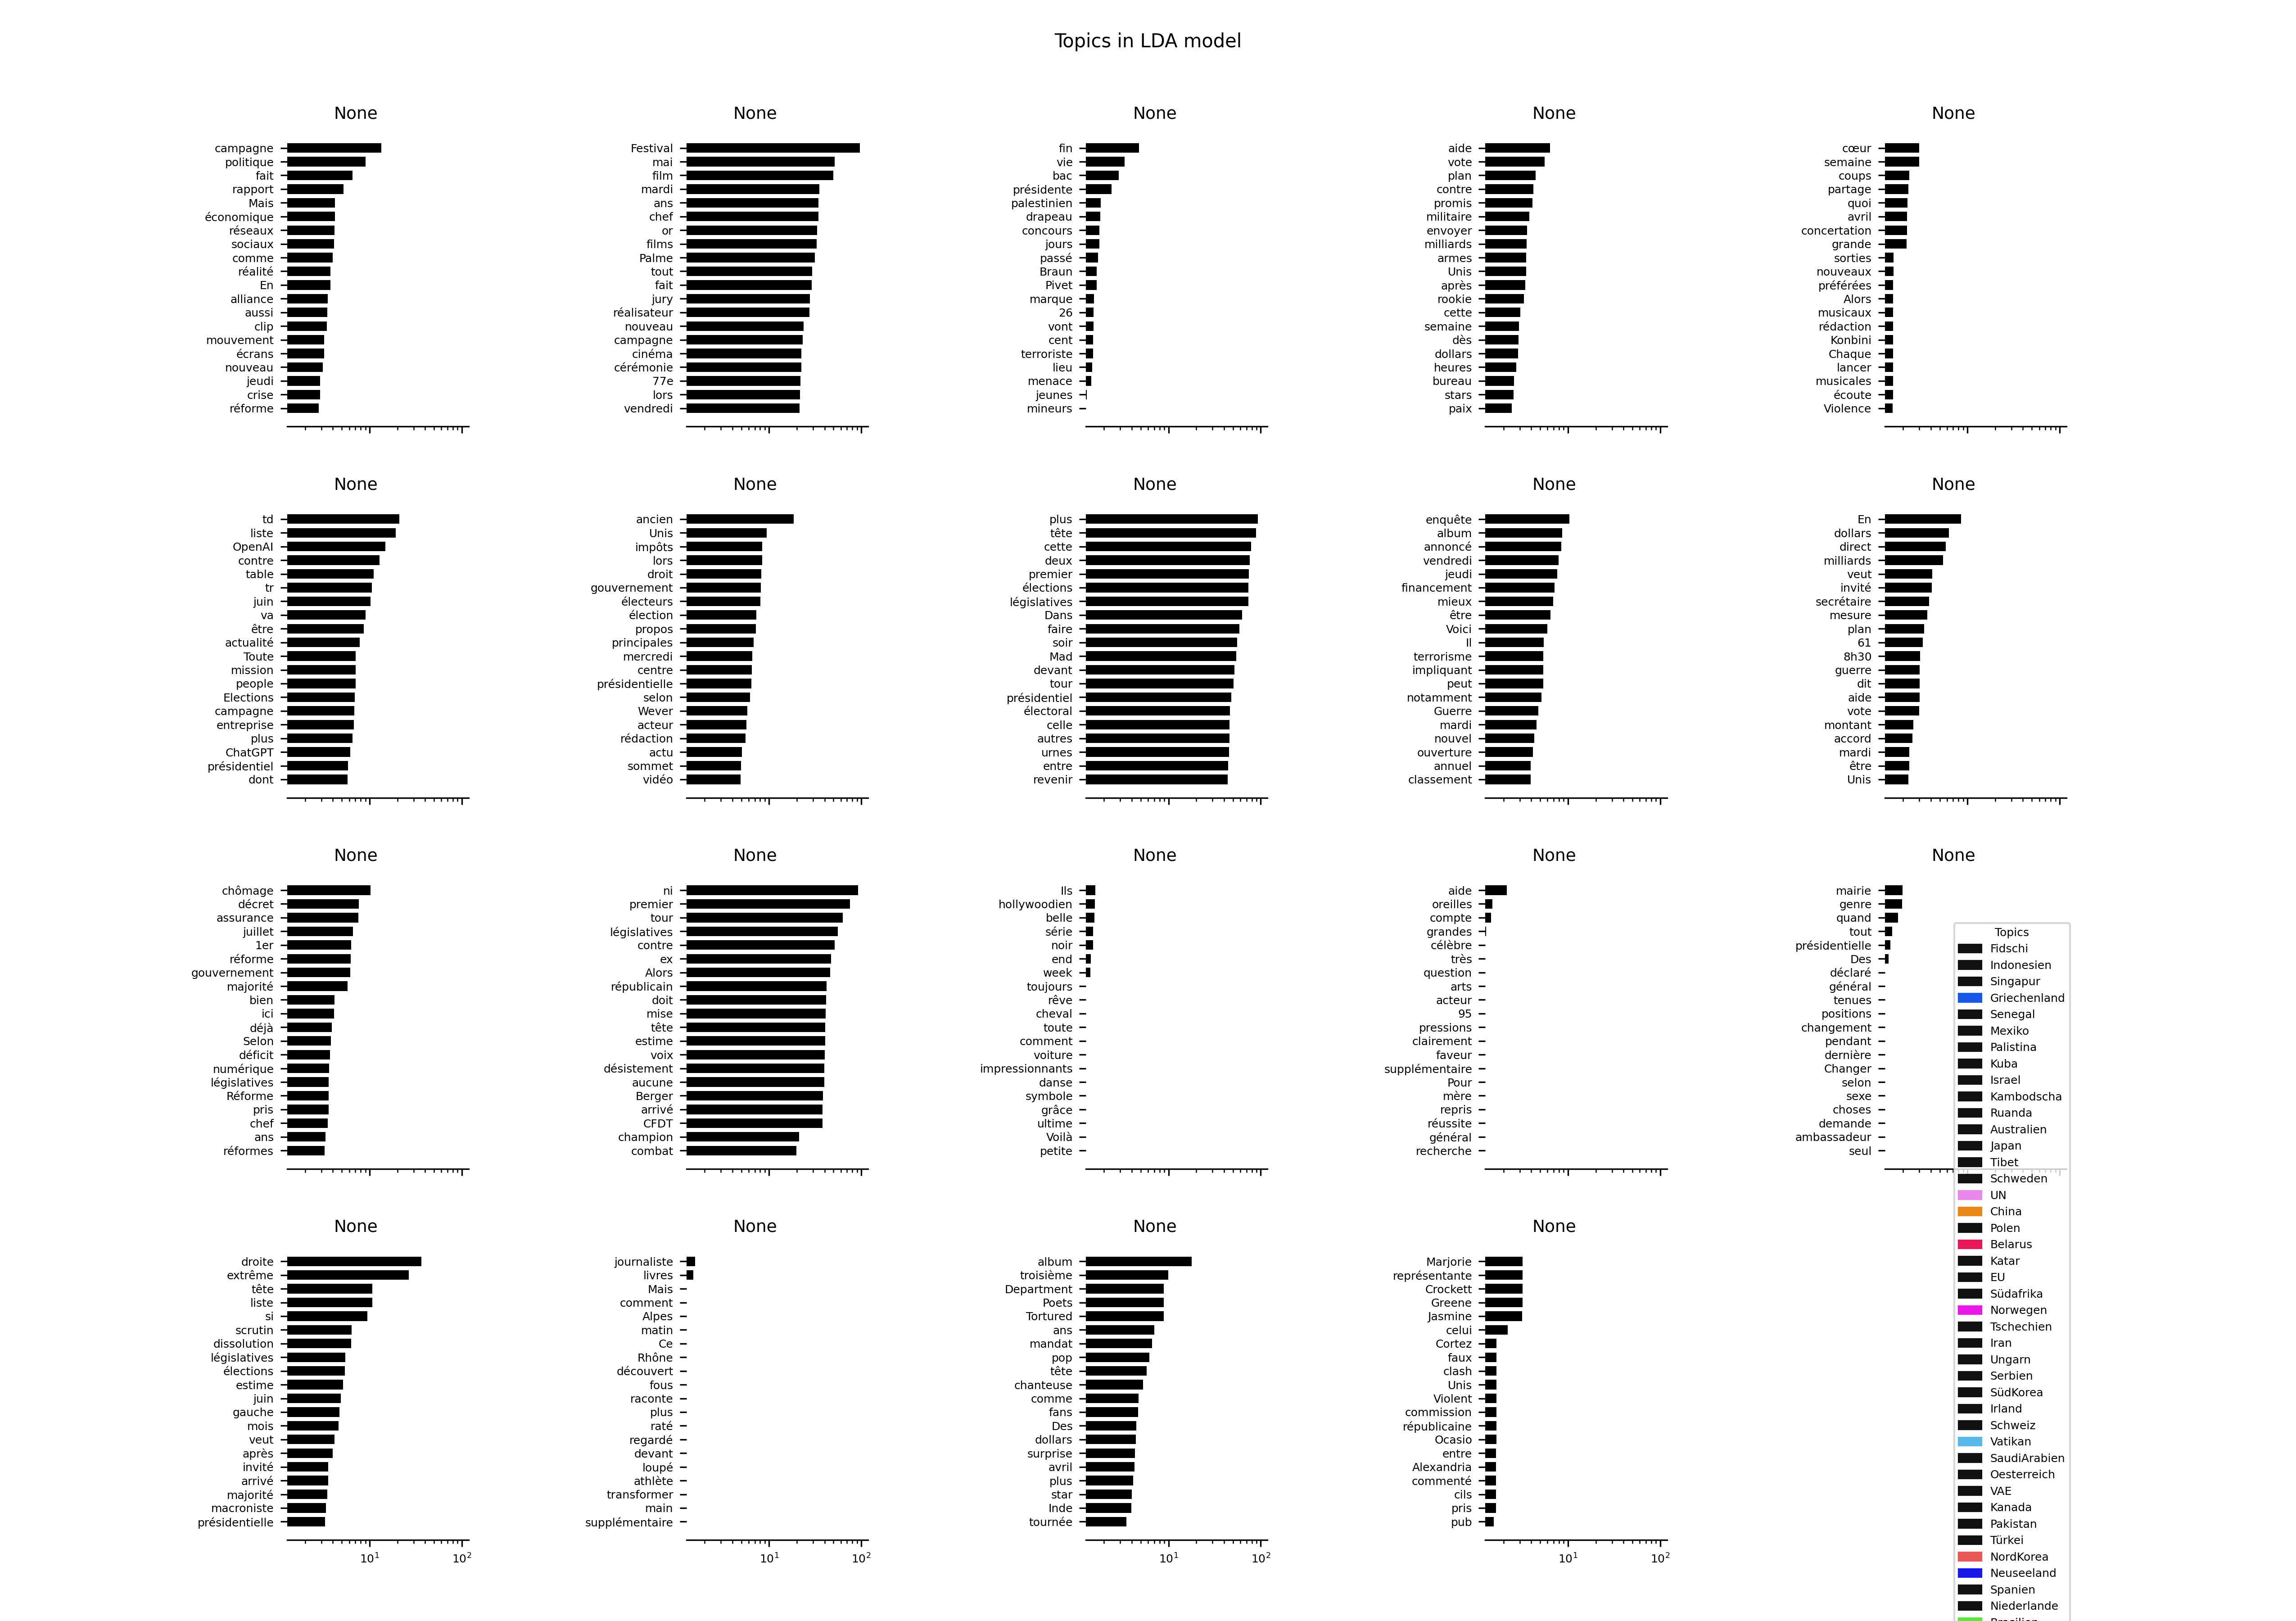 Topics in LDA model
None
campagne
politique
fait
rapport
Mais
économique
réseaux
sociaux
comme
réalité
En
alliance
aussi
clip
mouvement
écrans
nouveau
jeudi
crise
réforme
None
Festival
mai
film
mardi
ans
chef
or
films
Palme
tout
fait
jury
réalisateur
nouveau
campagne
cinéma
cérémonie
77e
lors
vendredi
None
fin
vie
bac
présidente
palestinien
drapeau
concours
jours
passé
Braun
Pivet
marque
26
vont
cent
terroriste
lieu
menace
jeunes
mineurs
None
aide
vote
plan
contre
promis
militaire
envoyer
milliards
armes
Unis
après
rookie
cette
semaine
dès
dollars
heures
bureau
stars
paix
None
cœur
semaine
coups
partage
quoi
avril
concertation
grande
sorties
nouveaux
préférées
Alors
musicaux
rédaction
Konbini
Chaque
lancer
musicales
écoute
Violence
None
td
liste
OpenAI
contre
table
tr
juin
va
être
actualité
Toute
mission
people
Elections
campagne
entreprise
plus
ChatGPT
présidentiel
dont
None
ancien
Unis
impôts
lors
droit
gouvernement
électeurs
élection
propos
principales
mercredi
centre
présidentielle
selon
Wever
acteur
rédaction
actu
sommet
vidéo
None
plus
tête
cette
deux
premier
élections
législatives
Dans
faire
soir
Mad
devant
tour
présidentiel
électoral
celle
autres
urnes
entre
revenir
None
enquête
album
annoncé
vendredi
jeudi
financement
mieux
être
Voici
Il
terrorisme
impliquant
peut
notamment
Guerre
mardi
nouvel
ouverture
annuel
classement
None
En
dollars
direct
milliards
veut
invité
secrétaire
mesure
plan
61
8h30
guerre
dit
aide
vote
montant
accord
mardi
être
Unis
None
chômage
décret
assurance
juillet
1er
réforme
gouvernement
majorité
bien
ici
déjà
Selon
déficit
numérique
législatives
Réforme
pris
chef
ans
réformes
None
ni
premier
tour
législatives
contre
ex
Alors
républicain
doit
mise
tête
estime
voix
désistement
aucune
Berger
arrivé
CFDT
champion
combat
None
Ils
hollywoodien
belle
série
noir
end
week
toujours
rêve
cheval
toute
comment
voiture
impressionnants
danse
symbole
grâce
ultime
Voilà
petite
None
aide
oreilles
compte
grandes
célèbre
très
question
arts
acteur
95
pressions
clairement
faveur
supplémentaire
Pour
mère
repris
réussite
général
recherche
None
mairie
genre
quand
tout
présidentielle
Des
déclaré
général
tenues
positions
changement
pendant
dernière
Changer
selon
sexe
choses
demande
ambassadeur
seul
None
droite
extrême
tête
liste
si
scrutin
dissolution
législatives
élections
estime
juin
gauche
mois
veut
après
invité
arrivé
majorité
macroniste
présidentielle
10¹ 10²
None
journaliste
livres
Mais
comment
Alpes
matin
Ce
Rhône
découvert
fous
raconte
plus
raté
regardé
devant
loupé
athlète
transformer
main
supplémentaire
10¹ 10²
None
album
troisième
Department
Poets
Tortured
ans
mandat
pop
tête
chanteuse
comme
fans
Des
dollars
surprise
avril
plus
star
Inde
tournée
10¹ 10²
None
Marjorie
représentante
Crockett
Greene
Jasmine
celui
Cortez
faux
clash
Unis
Violent
commission
républicaine
Ocasio
entre
Alexandria
commenté
cils
pris
pub
10¹ 10²
Topics
Fidschi
Indonesien
Singapur
Griechenland
Senegal
Mexiko
Palistina
Kuba
Israel
Kambodscha
Ruanda
Australien
Japan
Tibet
Schweden
UN
China
Polen
Belarus
Katar
EU
Südafrika
Norwegen
Tschechien
Iran
Ungarn
Serbien
SüdKorea
Irland
Schweiz
Vatikan
SaudiArabien
Oesterreich
VAE
Kanada
Pakistan
Türkei
NordKorea
Neuseeland
Spanien
Niederlande